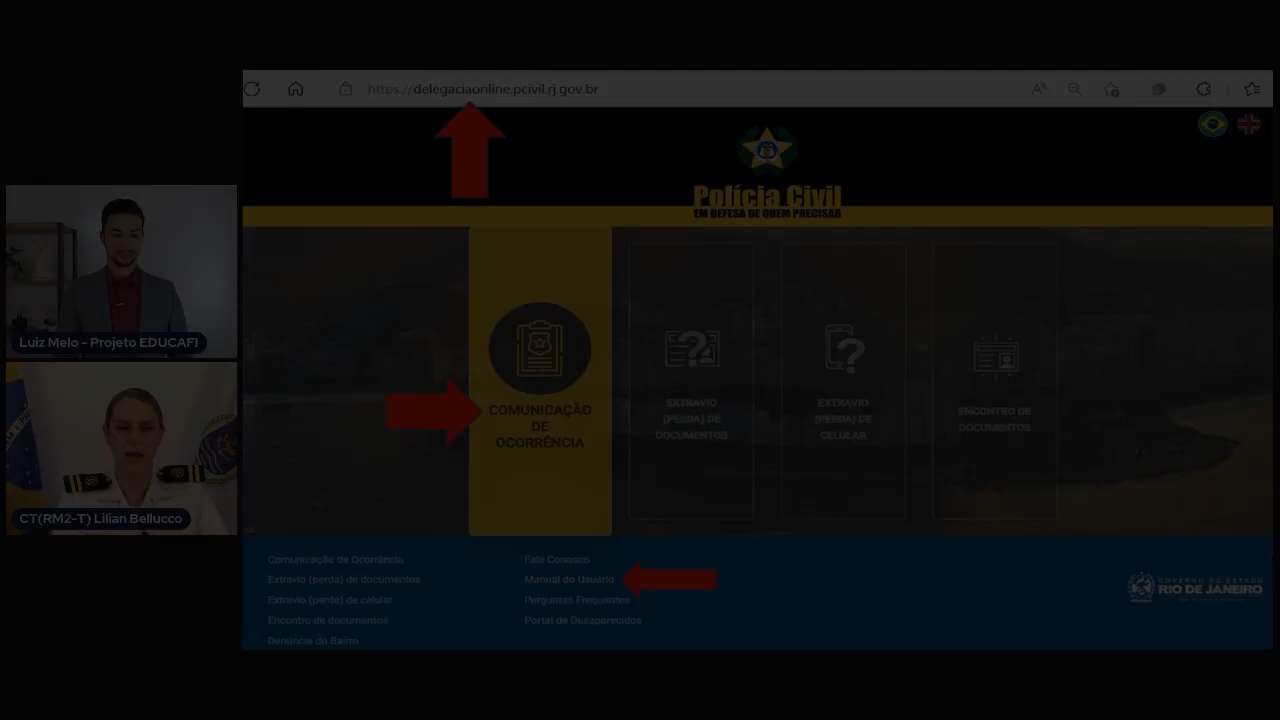 https://delegaciaonline.pcivil.rj.gov.br
Polícia Civil
EM DEFESA DE QUEM PRECISAR
Luiz Melo - Projeto EDUCAFI
CT(RM2-T) Lilian Bellucco
COMUNICAÇÃO
DE
OCORRÊNCIA
EXTRAVIO
(PERDA) DE
DOCUMENTOS
EXTRAVIO
(PERDA) DE
CELULAR
ENCONTRO DE
DOCUMENTOS
Comunicação de Ocorrência
Extravio (perda) de documentos
Extravio (perda) de celular
Encontro de documentos
Denúncia do Bairro
Fale Conosco
Manual do Usuário
Perguntas Frequentes
Portal de Desaparecidos
GOVERNO DO ESTADO
RIO DE JANEIRO